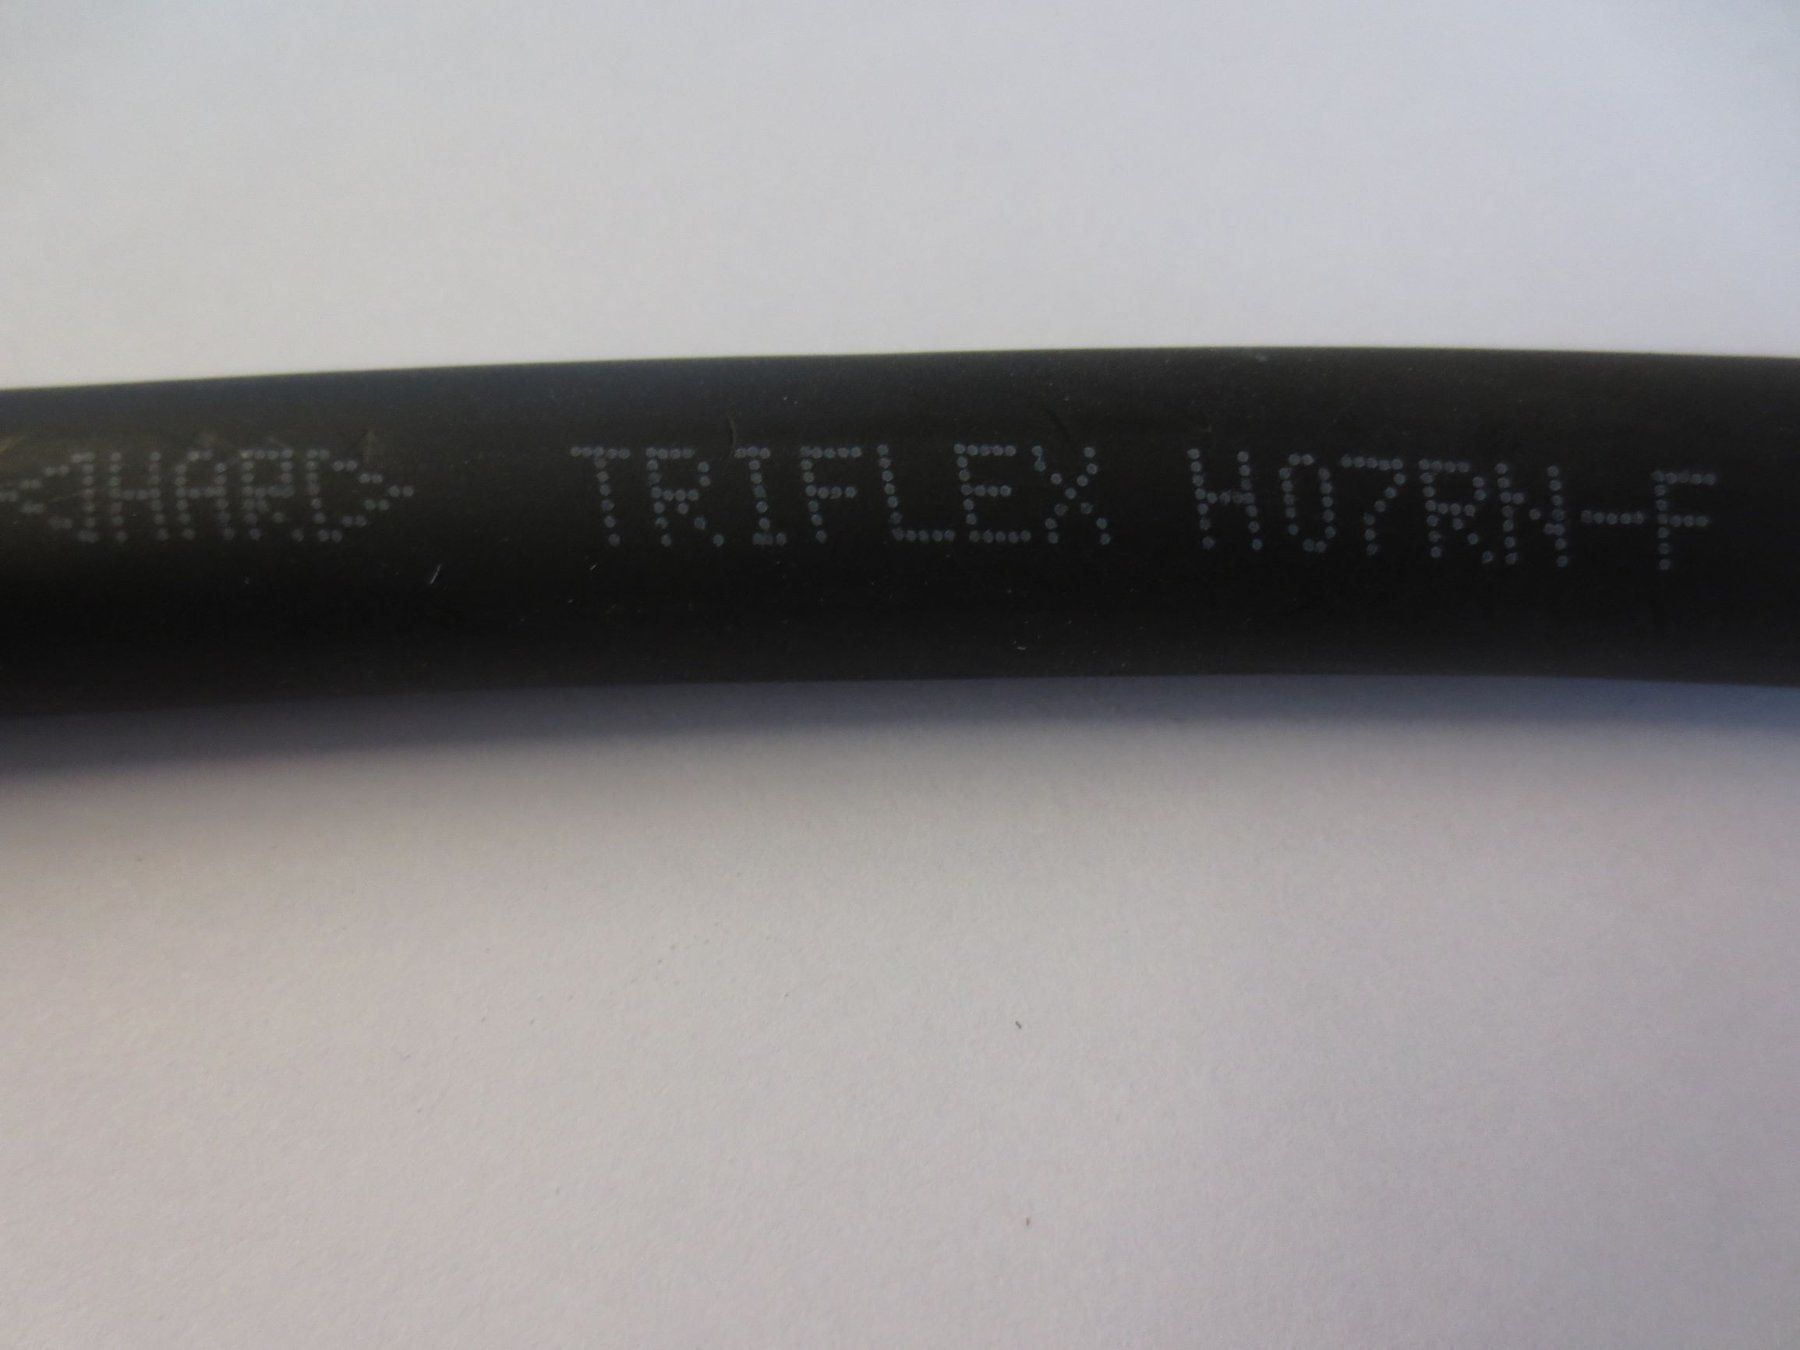 <HAR> TRIFLEX H07RN-F